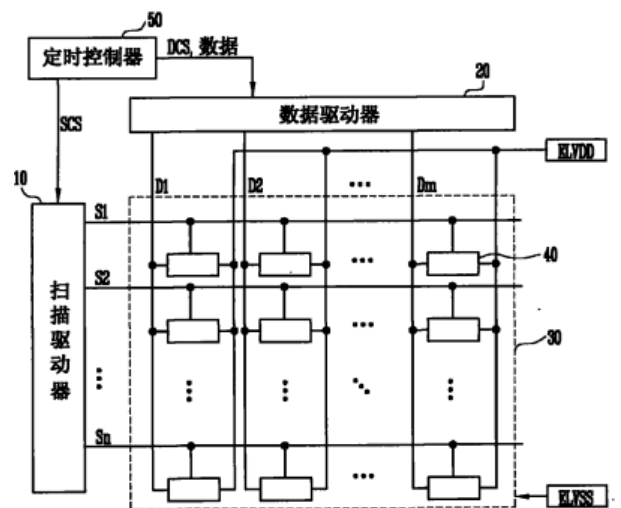 50
定时控制器
DCS, 数据
20
数据驱动器
SCS
ELVDD
10
D1
D2
...
Dm
S1
40
...
S2
扫描驱动器
...
30
...
...
...
...
Sn
...
ELVSS